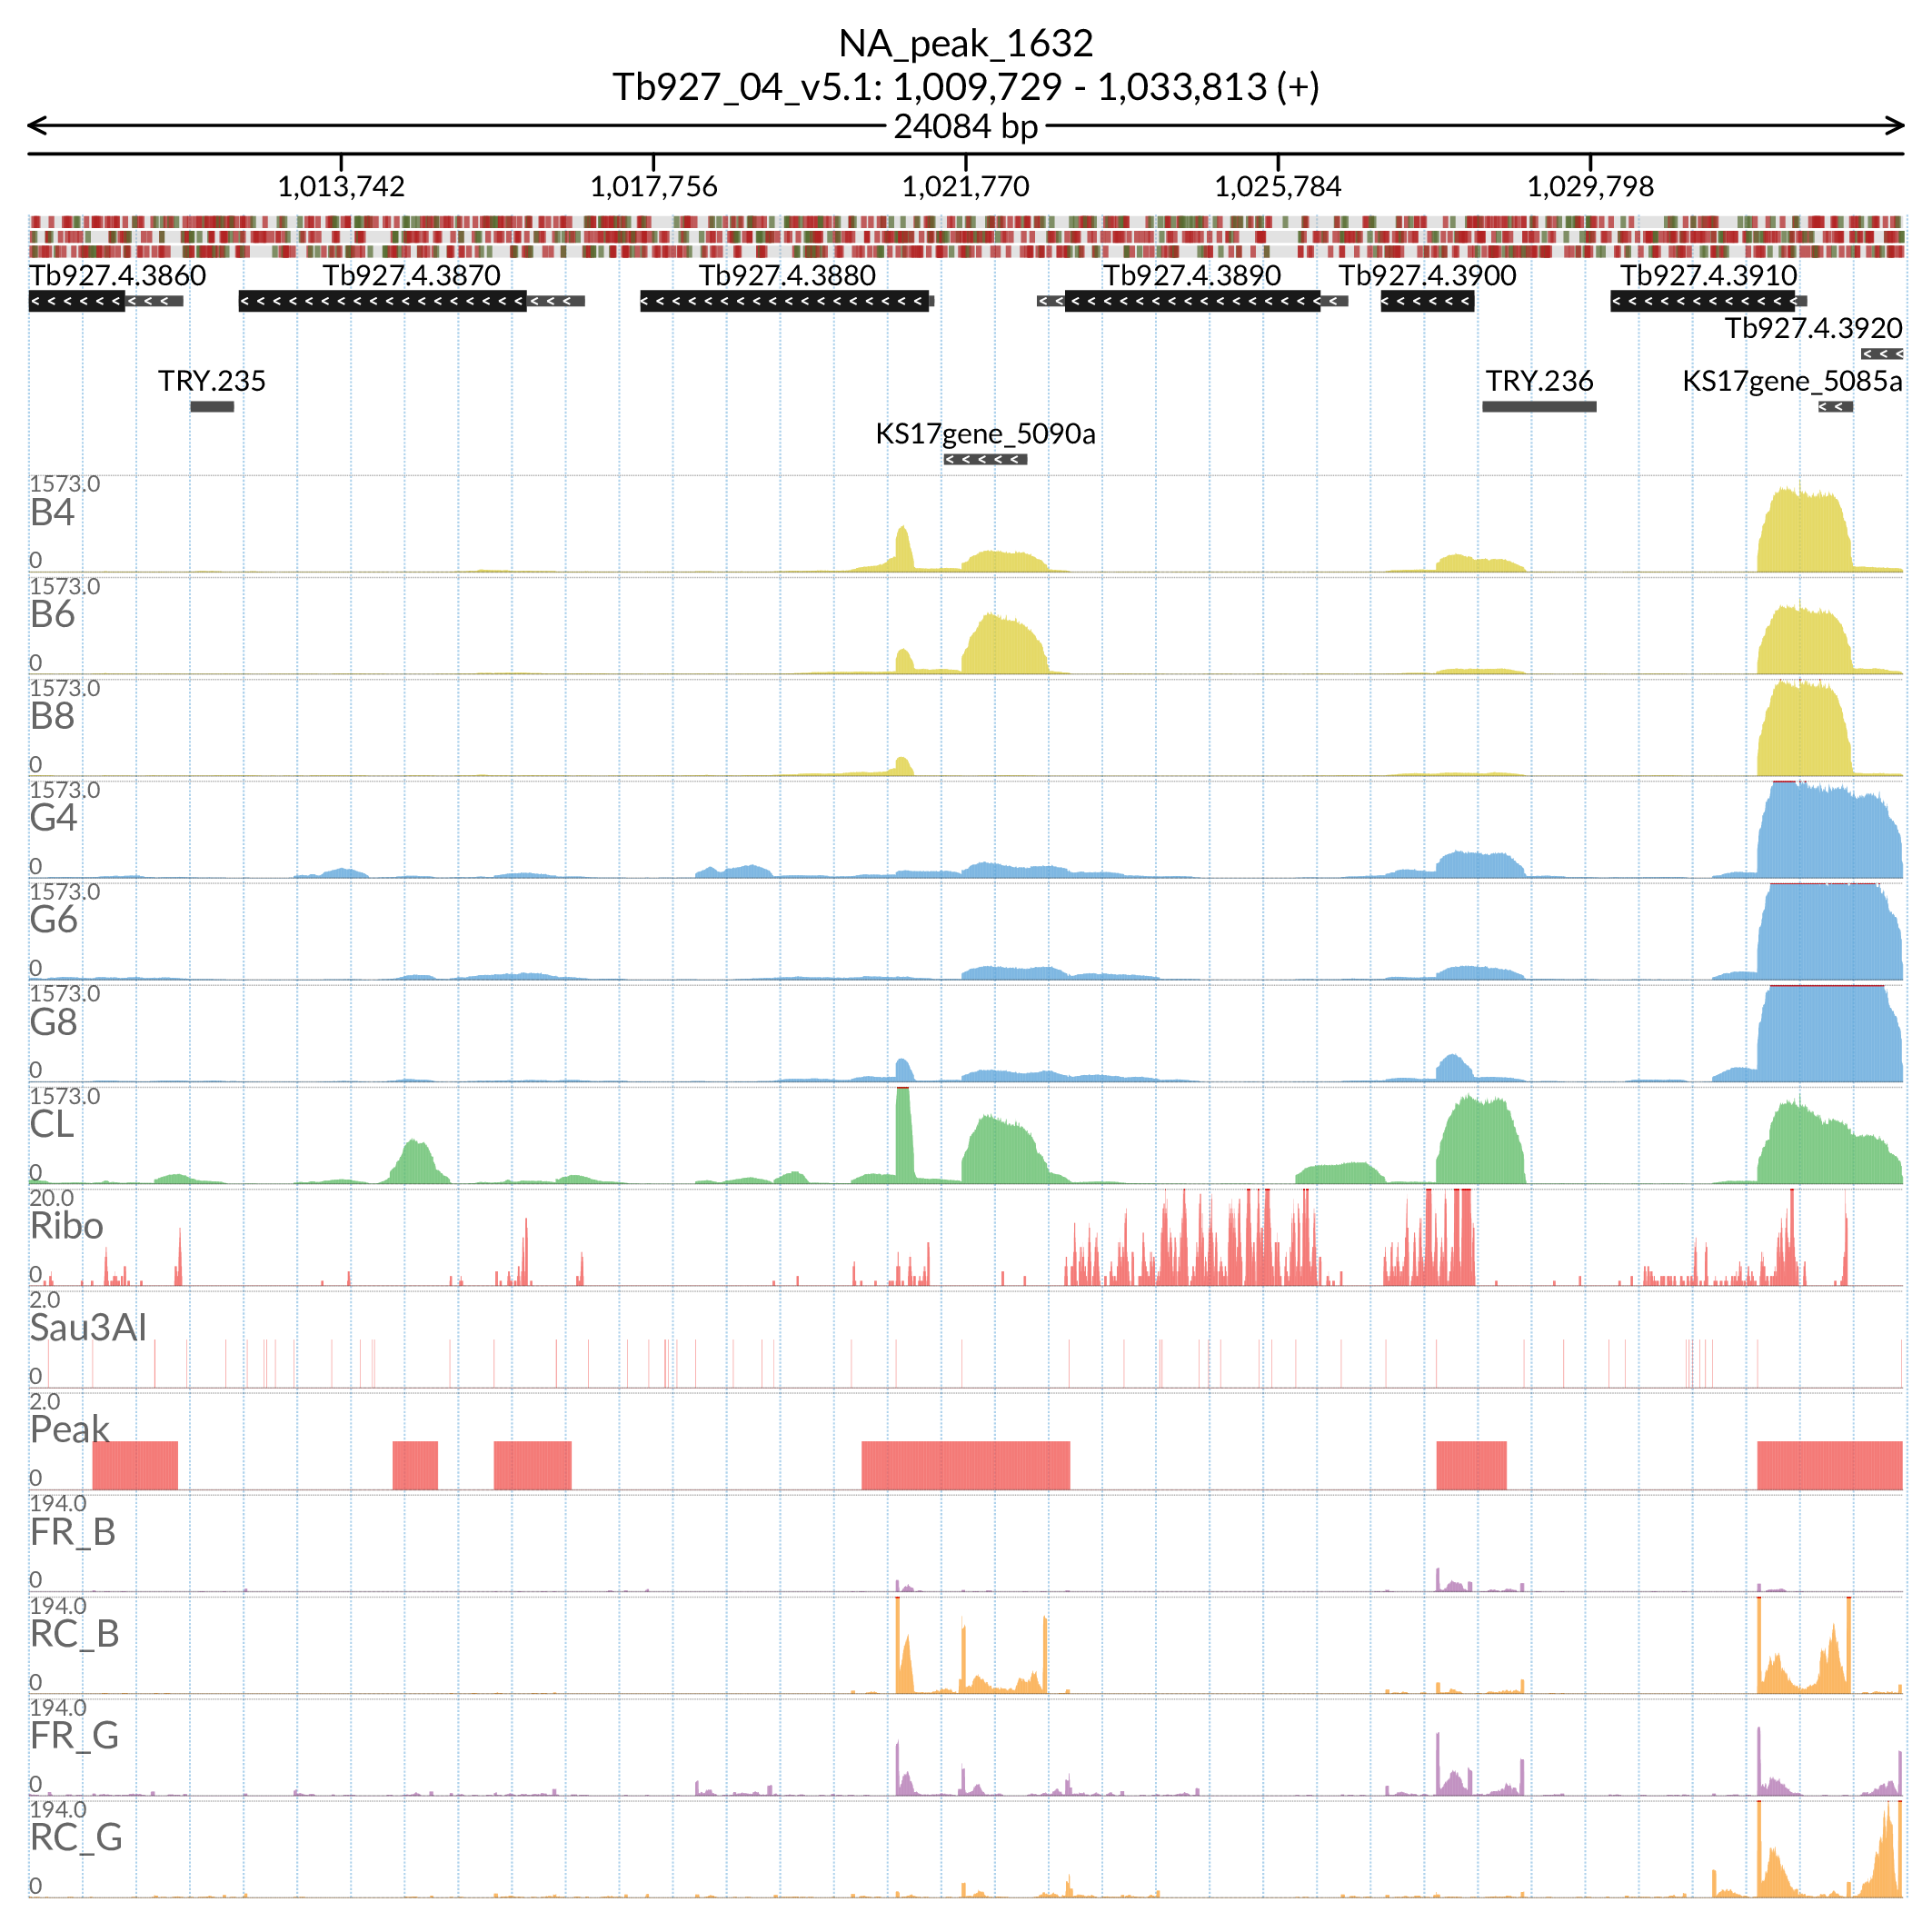 NA_peak_1632
Tb927_04_v5.1: 1,009,729 - 1,033,813 (+)
24084 bp
1,013,742 1,017,756 1,021,770 1,025,784 1,029,798
Tb927.4.3860 Tb927.4.3870 Tb927.4.3880 Tb927.4.3890 Tb927.4.3900 Tb927.4.3910
Tb927.4.3920
TRY.235 TRY.236 KS17gene_5085a
KS17gene_5090a
1573.0
B4
0
1573.0
B6
0
1573.0
B8
0
1573.0
G4
0
1573.0
G6
0
1573.0
G8
0
1573.0
CL
0
20.0
Ribo
0
2.0
Sau3AI
0
2.0
Peak
0
194.0
FR_B
0
194.0
RC_B
0
194.0
FR_G
0
194.0
RC_G
0